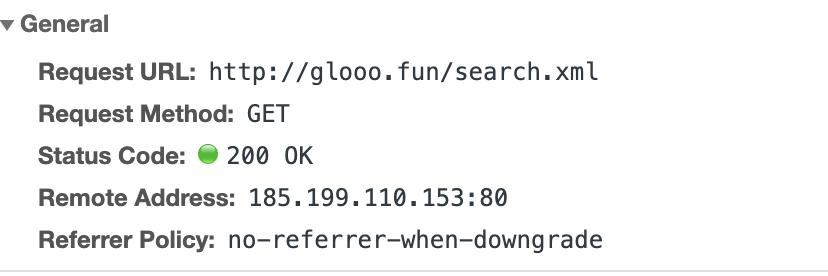 General
Request URL: http://glooo.fun/search.xml
Request Method: GET
Status Code: 200 OK
Remote Address: 185.199.110.153:80
Referrer Policy: no-referrer-when-downgrade